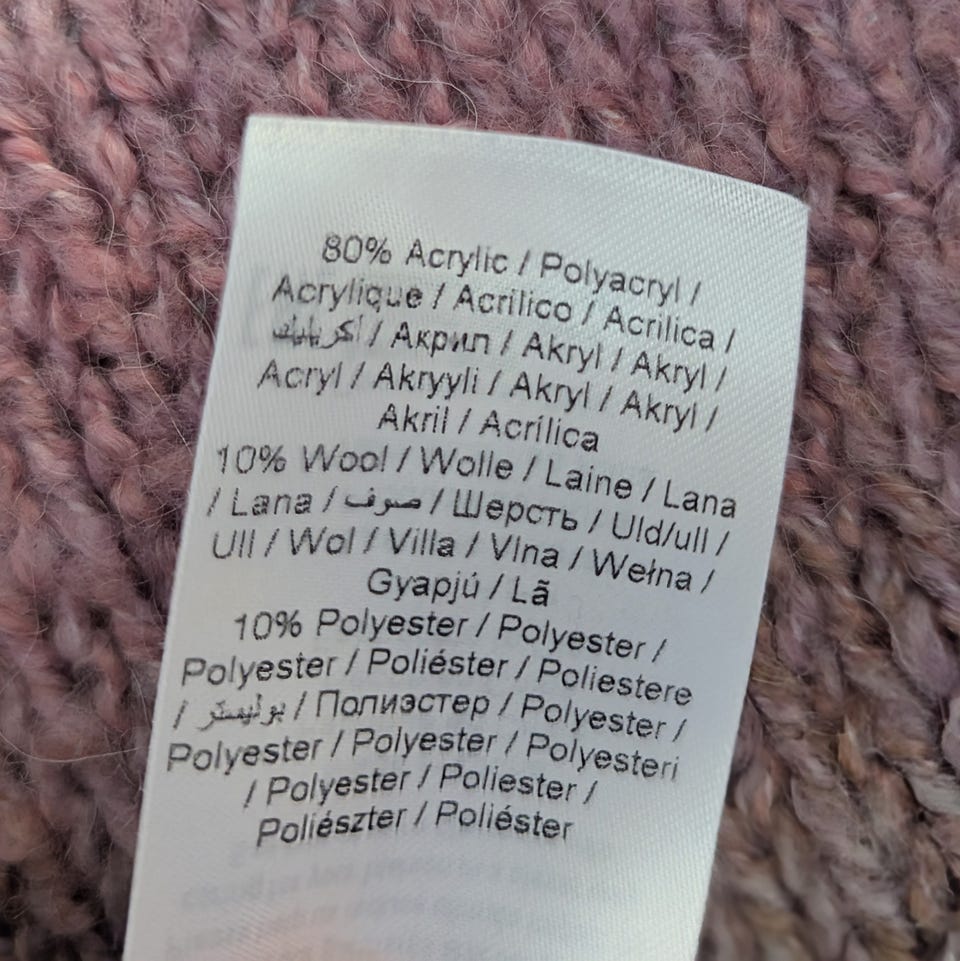 80% Acrylic / Polyacryl /
Acrylique / Acrílico / Acrilica /
أكريليك / Акрил / Akryl / Akryl /
Acryl / Akryyli / Akryl / Akryl /
Akril / Acrílica
10% Wool / Wolle / Laine / Lana
/ Lana / صوف / Шерсть / Uld/ull /
Ull / Wol / Villa / Vlna / Wełna /
Gyapjú / Lã
10% Polyester / Polyester /
Polyester / Poliéster / Poliestere
/ بوليستر / Полиэстер / Polyester /
Polyester / Polyester / Polyesteri
/ Polyester / Poliester /
Poliészter / Poliéster